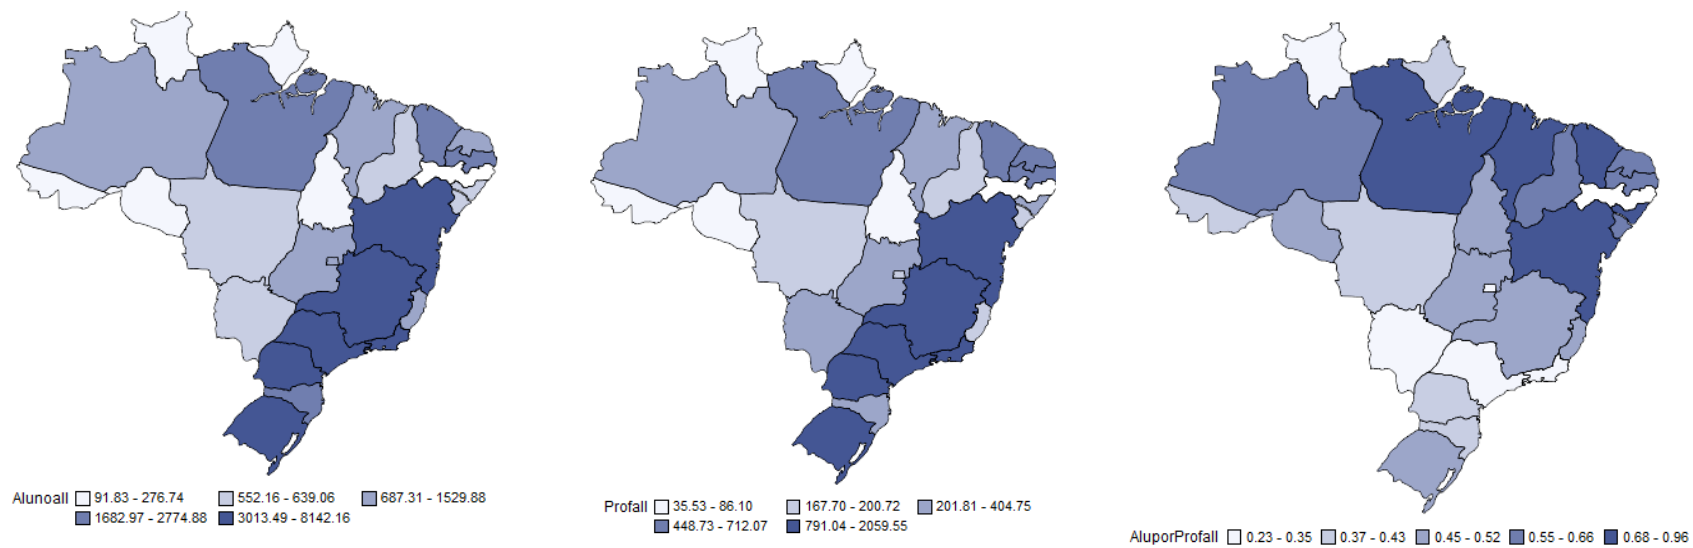 Alunoall 91.83 - 276.74 552.16 - 639.06 687.31 - 1529.88
1682.97 - 2774.88 3013.49 - 8142.16
Profall 35.53 - 86.10 167.70 - 200.72 201.81 - 404.75
448.73 - 712.07 791.04 - 2059.55
AluporProfall 0.23 - 0.35 0.37 - 0.43 0.45 - 0.52 0.55 - 0.66 0.68 - 0.96